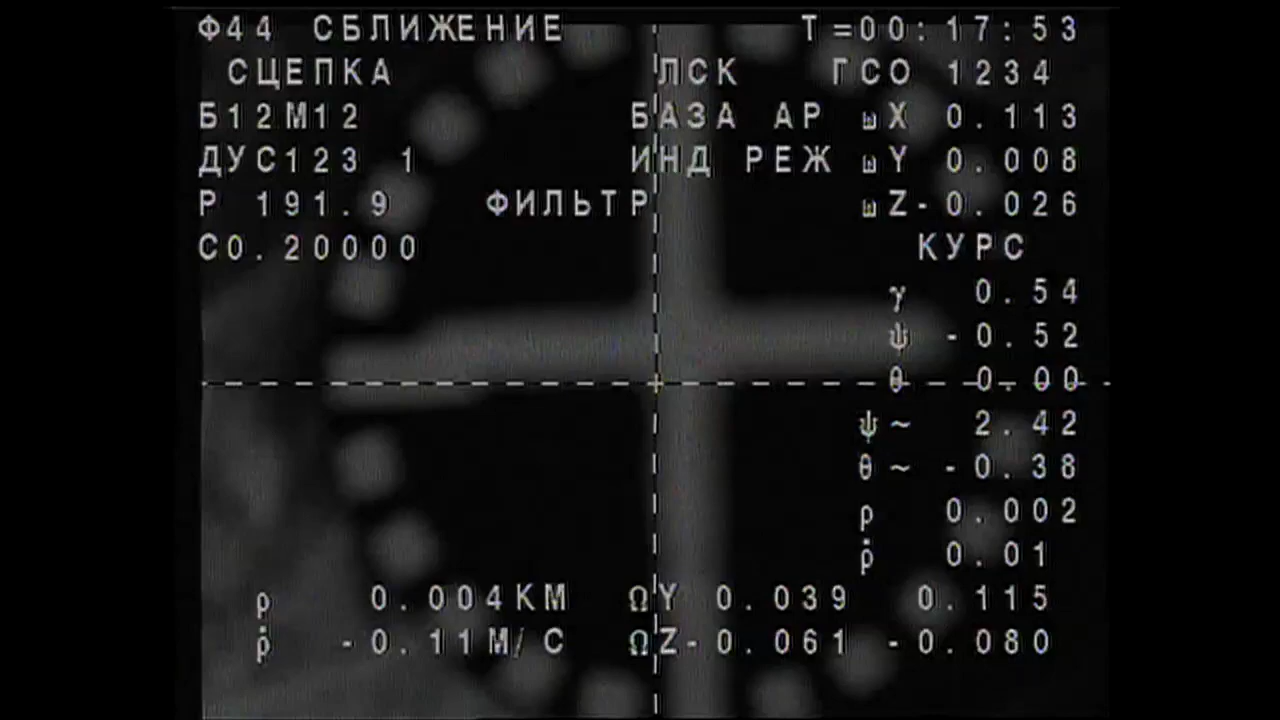 Ф44 СБЛИЖЕНИЕ T=00:17:53
СЦЕПКА ЛСК ГСО 1234
Б12М12 БАЗА АР ωX 0.113
ДУС123 1 ИНД РЕЖ ωY 0.008
Р 191.9 ФИЛЬТР ωZ-0.026
С0.20000 КУРС
γ 0.54
ψ -0.52
θ 0.00
ψ~ 2.42
θ~ -0.38
ρ 0.002
ρ̇ 0.01
ρ 0.004КМ ΩY 0.039 0.115
ρ̇ -0.11М/С ΩZ-0.061 -0.080